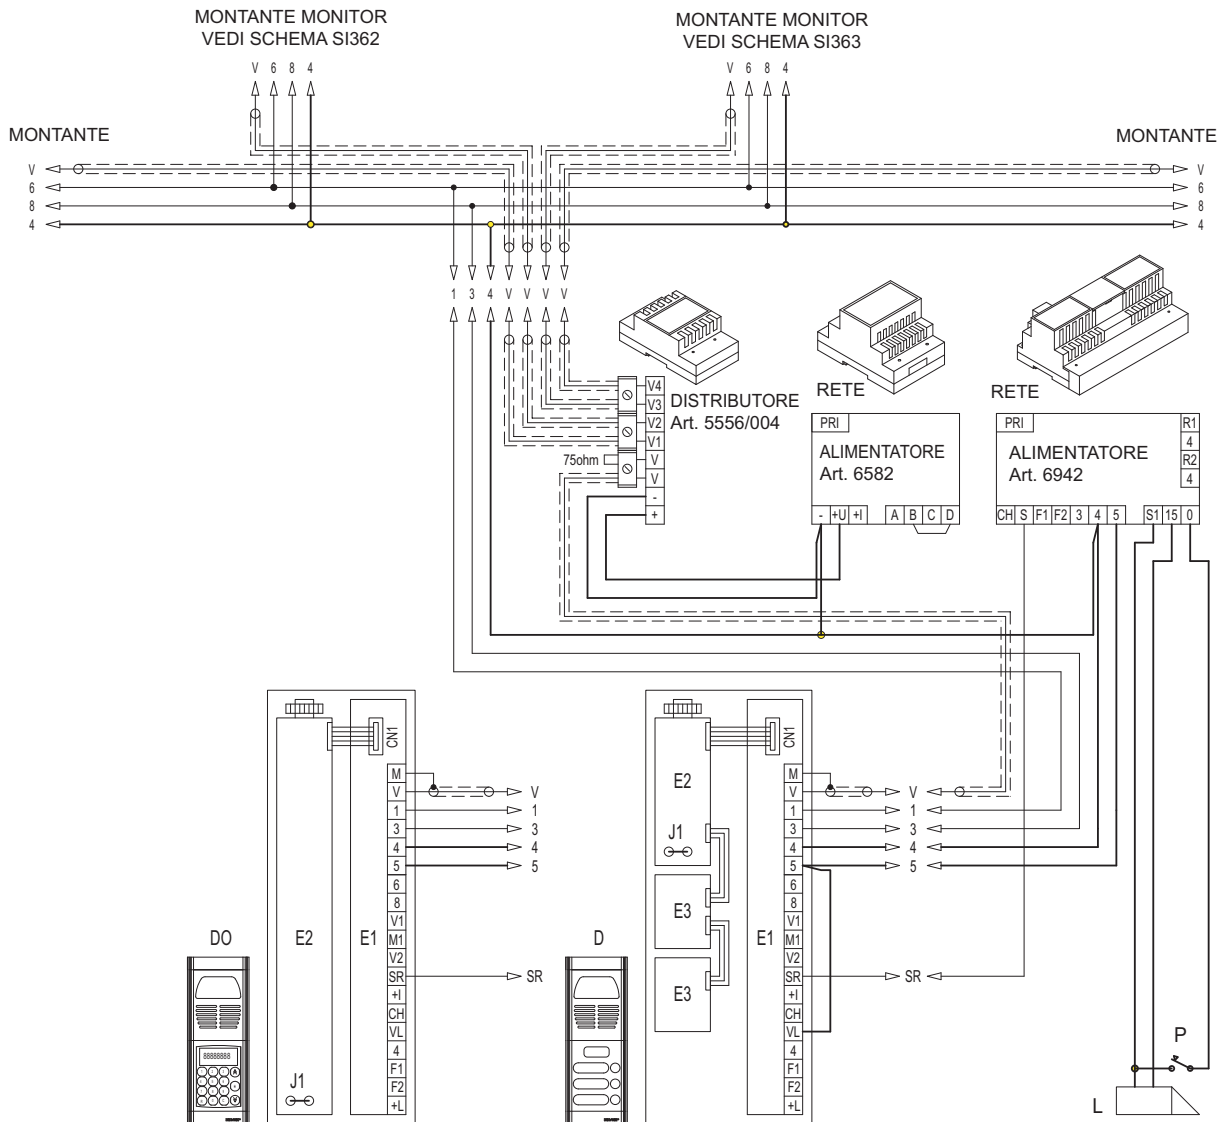 MONTANTE MONITOR
VEDI SCHEMA SI362
MONTANTE MONITOR
VEDI SCHEMA SI363
V 6 8 4
V 6 8 4
MONTANTE
MONTANTE
V
6
8
4
V
6
8
4
1 3 4 V V V V
V4
V3
V2
V1
V
V
-
+
75ohm
DISTRIBUTORE
Art. 5556/004
RETE
PRI
ALIMENTATORE
Art. 6582
- +U +I A B C D
RETE
PRI
ALIMENTATORE
Art. 6942
R1
4
R2
4
CH S F1 F2 3 4 5 S1 15 0
DO
E2
J1
E1
CN1
M
V
1
3
4
5
6
8
V1
M1
V2
SR
+I
CH
VL
4
F1
F2
+L
V
1
3
4
5
SR
88888888
D
E2
J1
E3
E3
E1
CN1
M
V
1
3
4
5
6
8
V1
M1
V2
SR
+I
CH
VL
4
F1
F2
+L
V
1
3
4
5
SR
P
L